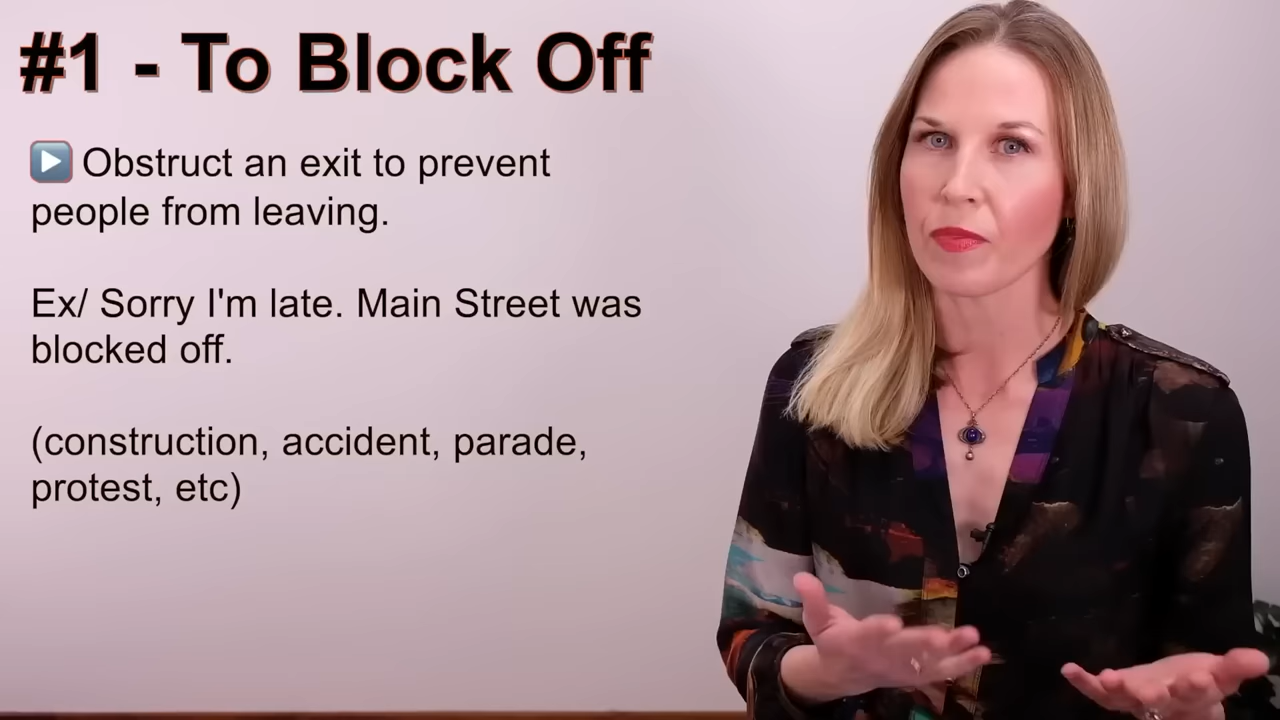 #1 - To Block Off
▶️ Obstruct an exit to prevent
people from leaving.
Ex/ Sorry I'm late. Main Street was
blocked off.
(construction, accident, parade,
protest, etc)